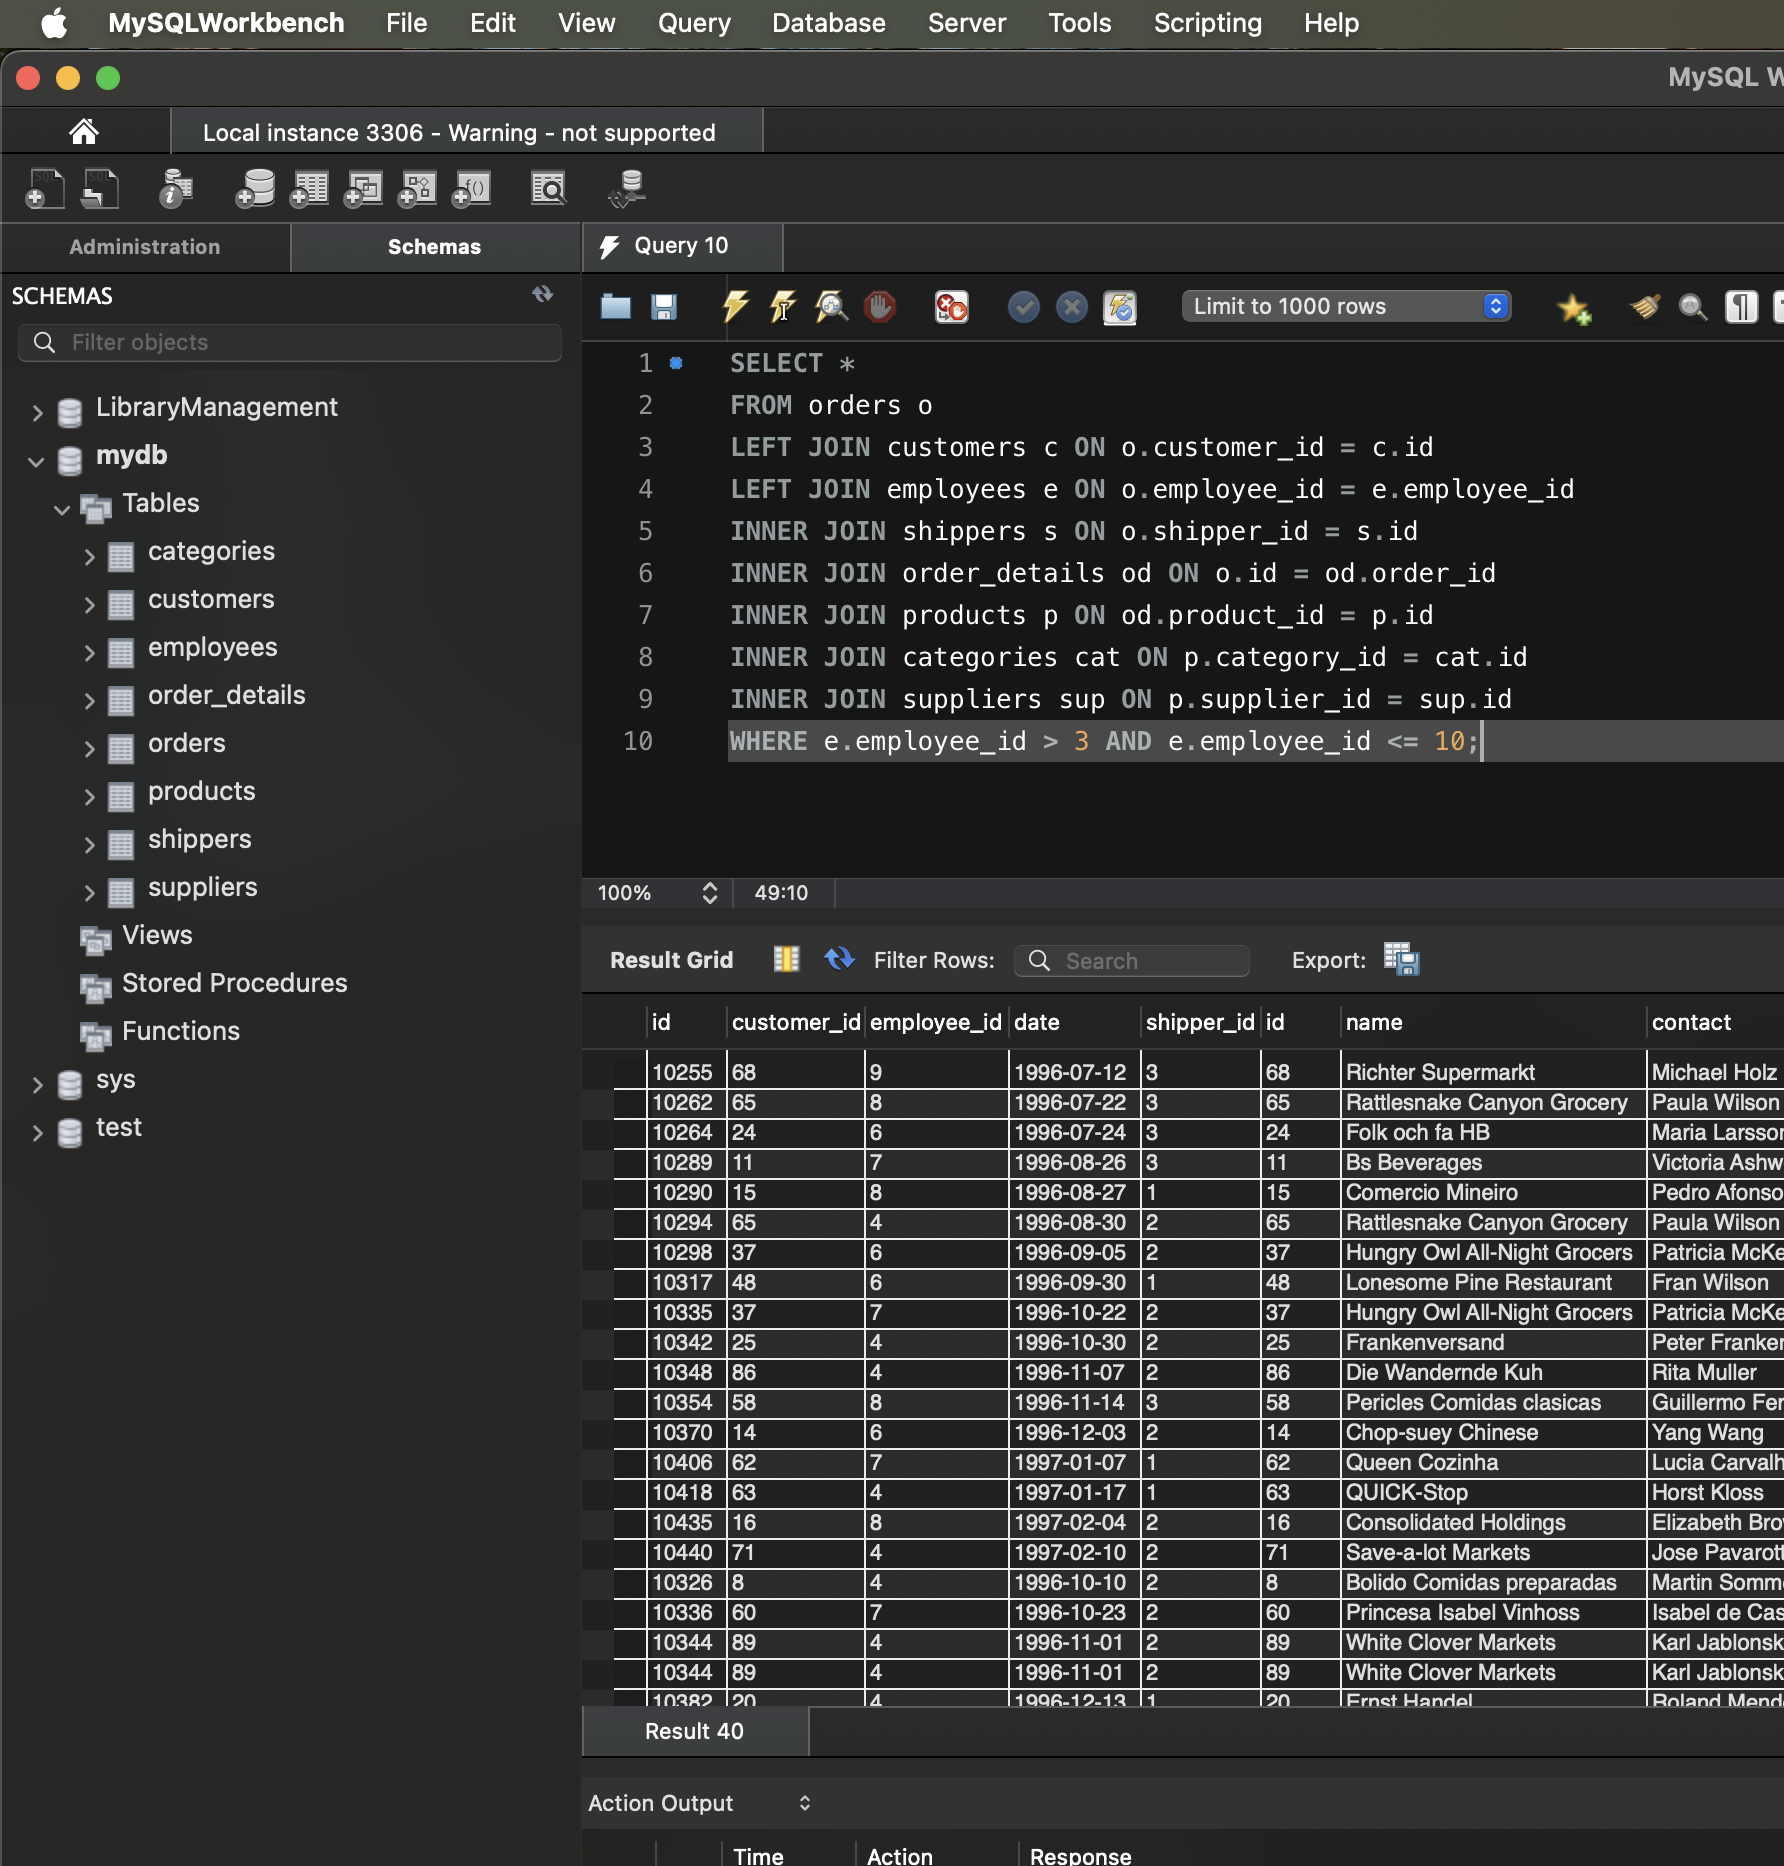 MySQLWorkbench File Edit View Query Database Server Tools Scripting Help
MySQL W
Local instance 3306 - Warning - not supported
Administration Schemas Query 10
SCHEMAS
Filter objects
LibraryManagement
mydb
Tables
categories
customers
employees
order_details
orders
products
shippers
suppliers
Views
Stored Procedures
Functions
sys
test
Limit to 1000 rows
1 SELECT *
2 FROM orders o
3 LEFT JOIN customers c ON o.customer_id = c.id
4 LEFT JOIN employees e ON o.employee_id = e.employee_id
5 INNER JOIN shippers s ON o.shipper_id = s.id
6 INNER JOIN order_details od ON o.id = od.order_id
7 INNER JOIN products p ON od.product_id = p.id
8 INNER JOIN categories cat ON p.category_id = cat.id
9 INNER JOIN suppliers sup ON p.supplier_id = sup.id
10 WHERE e.employee_id > 3 AND e.employee_id <= 10;
100% 49:10
Result Grid Filter Rows: Search Export:
id customer_id employee_id date shipper_id id name contact
10255 68 9 1996-07-12 3 68 Richter Supermarkt Michael Holz
10262 65 8 1996-07-22 3 65 Rattlesnake Canyon Grocery Paula Wilson
10264 24 6 1996-07-24 3 24 Folk och fa HB Maria Larsson
10289 11 7 1996-08-26 3 11 Bs Beverages Victoria Ashw
10290 15 8 1996-08-27 1 15 Comercio Mineiro Pedro Afonso
10294 65 4 1996-08-30 2 65 Rattlesnake Canyon Grocery Paula Wilson
10298 37 6 1996-09-05 2 37 Hungry Owl All-Night Grocers Patricia McKe
10317 48 6 1996-09-30 1 48 Lonesome Pine Restaurant Fran Wilson
10335 37 7 1996-10-22 2 37 Hungry Owl All-Night Grocers Patricia McKe
10342 25 4 1996-10-30 2 25 Frankenversand Peter Franken
10348 86 4 1996-11-07 2 86 Die Wandernde Kuh Rita Muller
10354 58 8 1996-11-14 3 58 Pericles Comidas clasicas Guillermo Fer
10370 14 6 1996-12-03 2 14 Chop-suey Chinese Yang Wang
10406 62 7 1997-01-07 1 62 Queen Cozinha Lucia Carvalh
10418 63 4 1997-01-17 1 63 QUICK-Stop Horst Kloss
10435 16 8 1997-02-04 2 16 Consolidated Holdings Elizabeth Bro
10440 71 4 1997-02-10 2 71 Save-a-lot Markets Jose Pavarott
10326 8 4 1996-10-10 2 8 Bolido Comidas preparadas Martin Somme
10336 60 7 1996-10-23 2 60 Princesa Isabel Vinhoss Isabel de Cas
10344 89 4 1996-11-01 2 89 White Clover Markets Karl Jablonsk
10344 89 4 1996-11-01 2 89 White Clover Markets Karl Jablonsk
10382 20 4 1996-12-13 1 20 Ernst Handel Roland Mend
Result 40
Action Output
Time Action Response